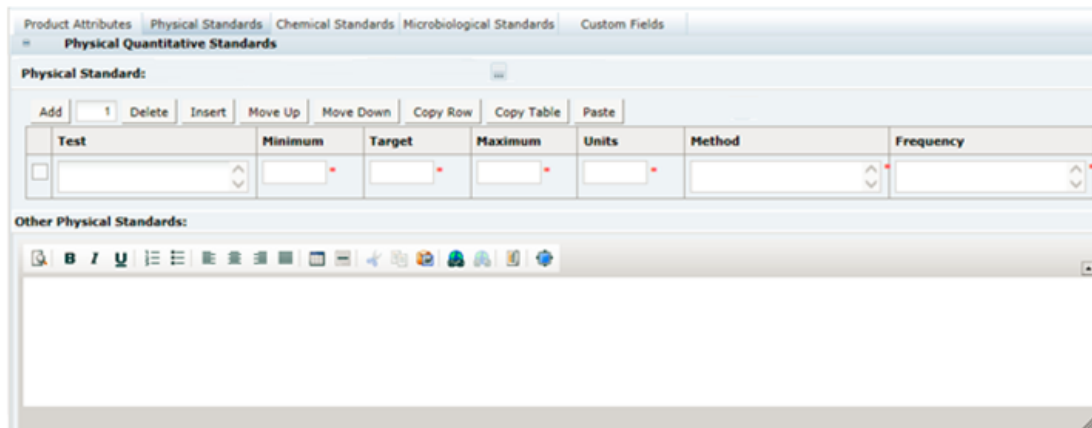 Product Attributes Physical Standards Chemical Standards Microbiological Standards Custom Fields
Physical Quantitative Standards
Physical Standard: ...
Add 1 Delete Insert Move Up Move Down Copy Row Copy Table Paste
Test Minimum Target Maximum Units Method Frequency
* * * * * *
Other Physical Standards:
B I U